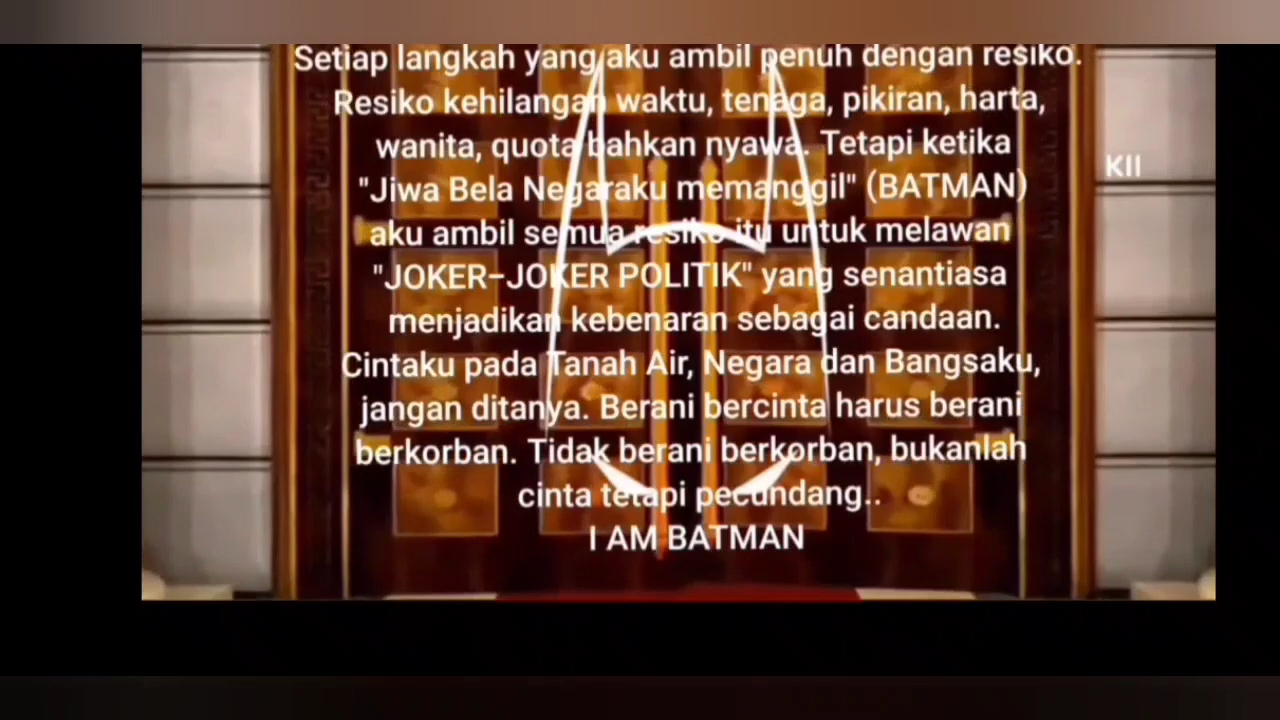 Setiap langkah yang aku ambil penuh dengan resiko.
Resiko kehilangan waktu, tenaga, pikiran, harta,
wanita, quota bahkan nyawa. Tetapi ketika
"Jiwa Bela Negaraku memanggil" (BATMAN)
aku ambil semua resiko itu untuk melawan
"JOKER-JOKER POLITIK" yang senantiasa
menjadikan kebenaran sebagai candaan.
Cintaku pada Tanah Air, Negara dan Bangsaku,
jangan ditanya. Berani bercinta harus berani
berkorban. Tidak berani berkorban, bukanlah
cinta tetapi pecundang..
I AM BATMAN
KII